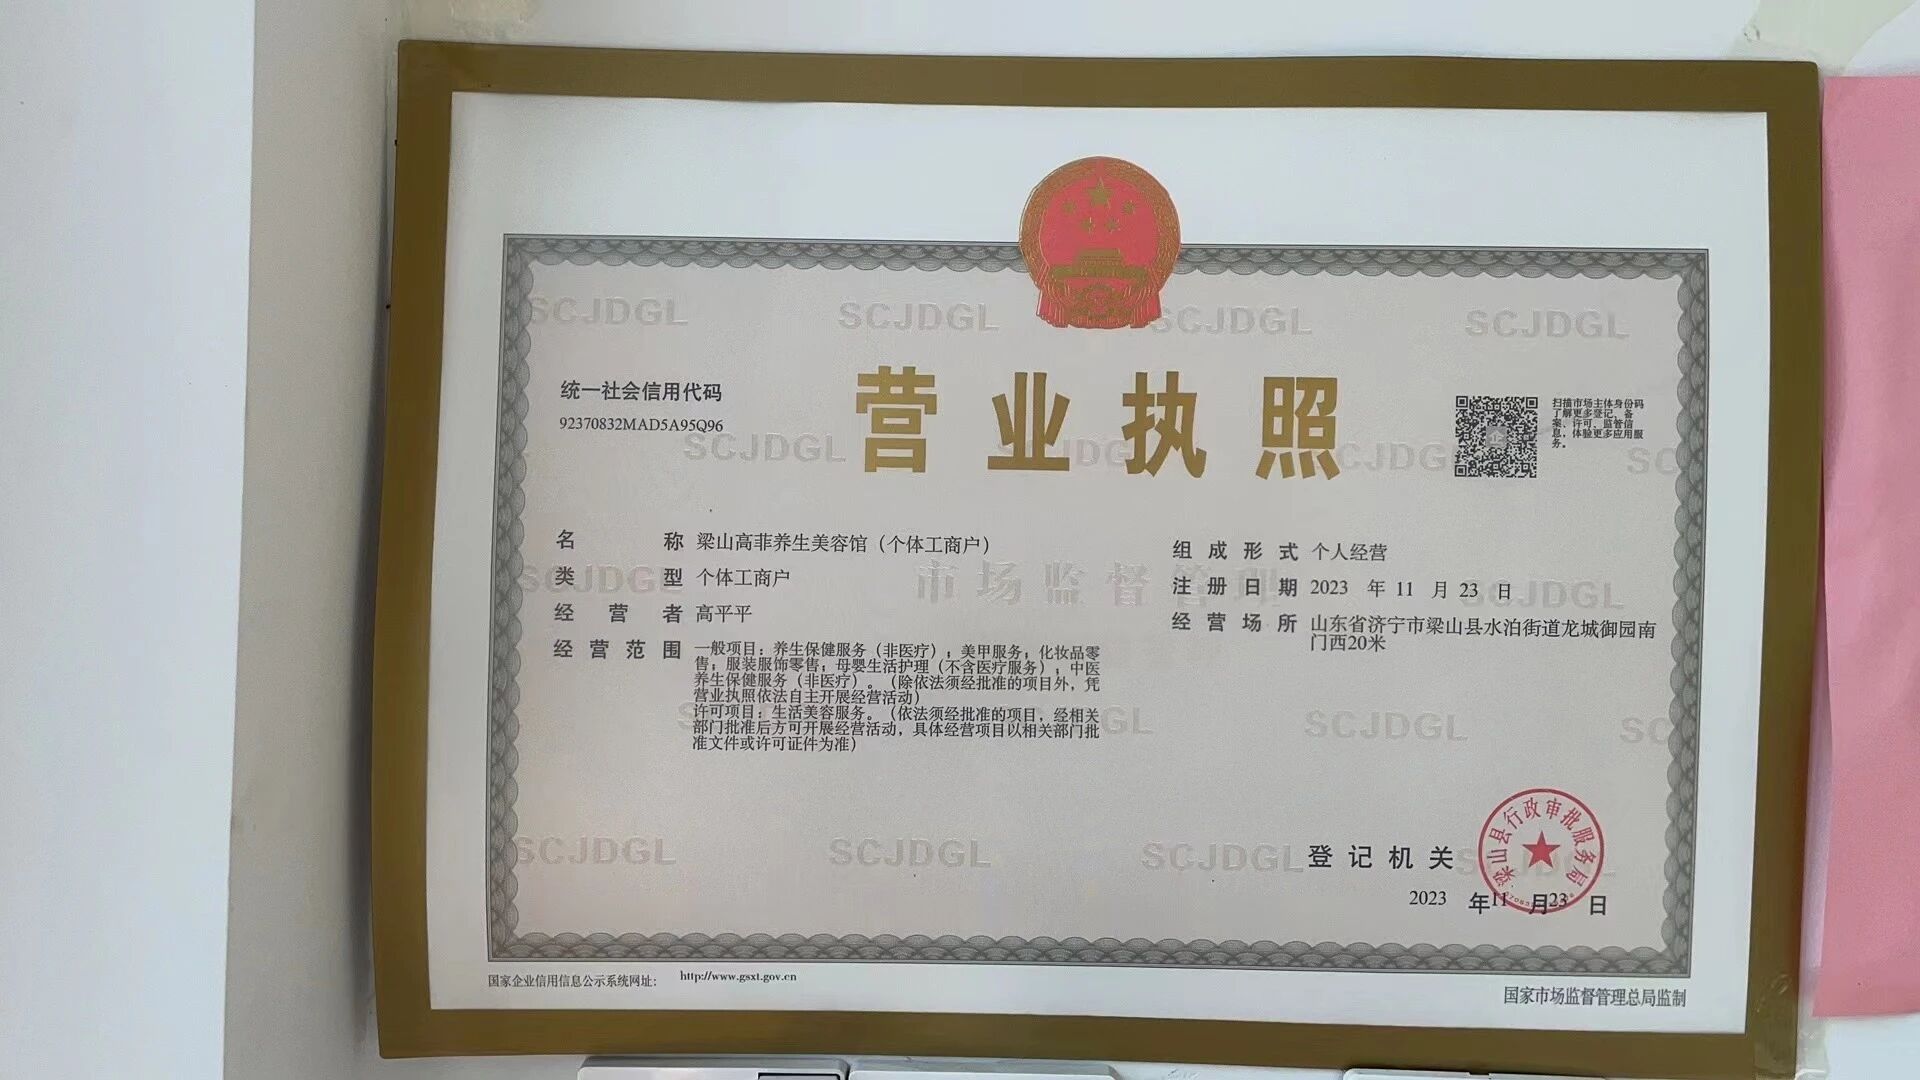 营业执照
统一社会信用代码
92370832MAD5A95Q96
扫描市场主体身份码
了解更多登记、备
案、许可、监管信
息，体验更多应用服
务。
名称 梁山高菲养生美容馆（个体工商户）
类型 个体工商户
经营者 高平平
经营范围 一般项目：养生保健服务（非医疗）；美甲服务；化妆品零
售；服装服饰零售；母婴生活护理（不含医疗服务）；中医
养生保健服务（非医疗）。（除依法须经批准的项目外，凭
营业执照依法自主开展经营活动）
许可项目：生活美容服务。（依法须经批准的项目，经相关
部门批准后方可开展经营活动，具体经营项目以相关部门批
准文件或许可证件为准）
组成形式 个人经营
注册日期 2023 年 11 月 23 日
经营场所 山东省济宁市梁山县水泊街道龙城御园南
门西20米
SCJDGL
市场监督管理
登记机关
梁山县行政审批服务局
2023 年11 月23 日
国家企业信用信息公示系统网址： http://www.gsxt.gov.cn
国家市场监督管理总局监制